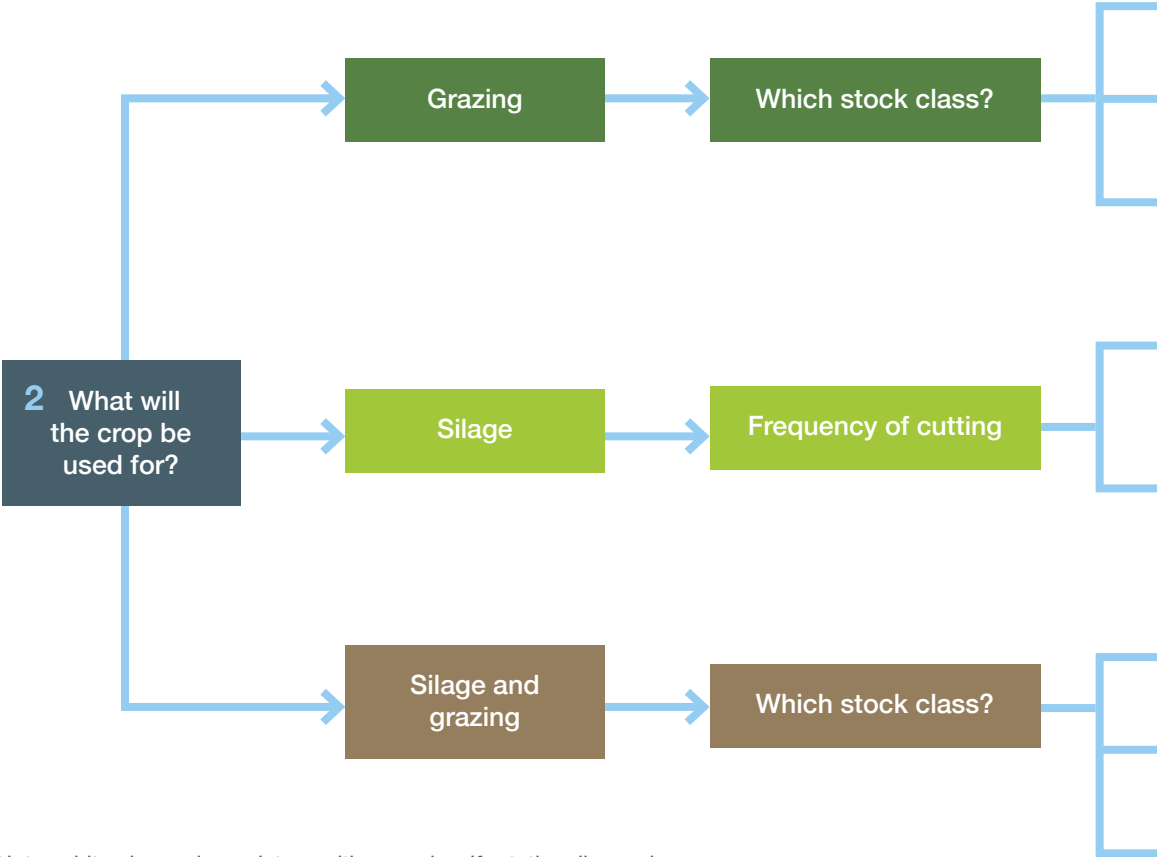 Grazing
Which stock class?
2 What will
the crop be
used for?
Silage
Frequency of cutting
Silage and
grazing
Which stock class?